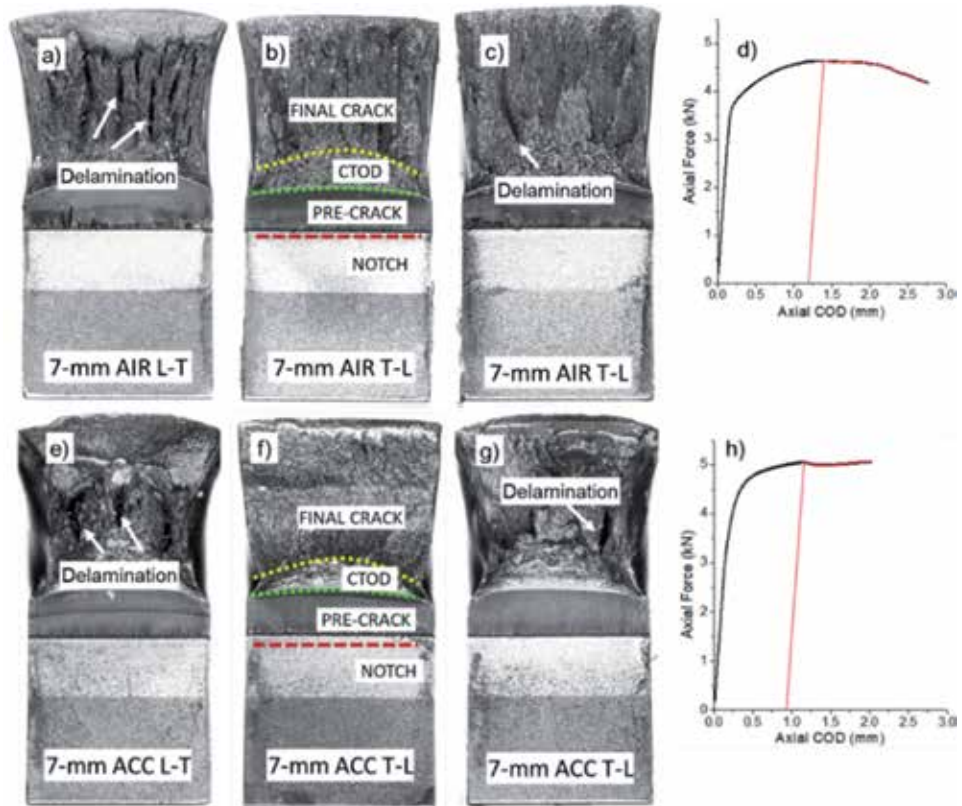 a)
Delamination
7-mm AIR L-T
b)
FINAL CRACK
CTOD
PRE-CRACK
NOTCH
7-mm AIR T-L
c)
Delamination
7-mm AIR T-L
d)
Axial Force (kN)
5
4
3
2
1
0
0.0 0.5 1.0 1.5 2.0 2.5 3.0
Axial COD (mm)
e)
Delamination
7-mm ACC L-T
f)
FINAL CRACK
CTOD
PRE-CRACK
NOTCH
7-mm ACC T-L
g)
Delamination
7-mm ACC T-L
h)
Axial Force (kN)
5
4
3
2
1
0
0.0 0.5 1.0 1.5 2.0 2.5 3.0
Axial COD (mm)